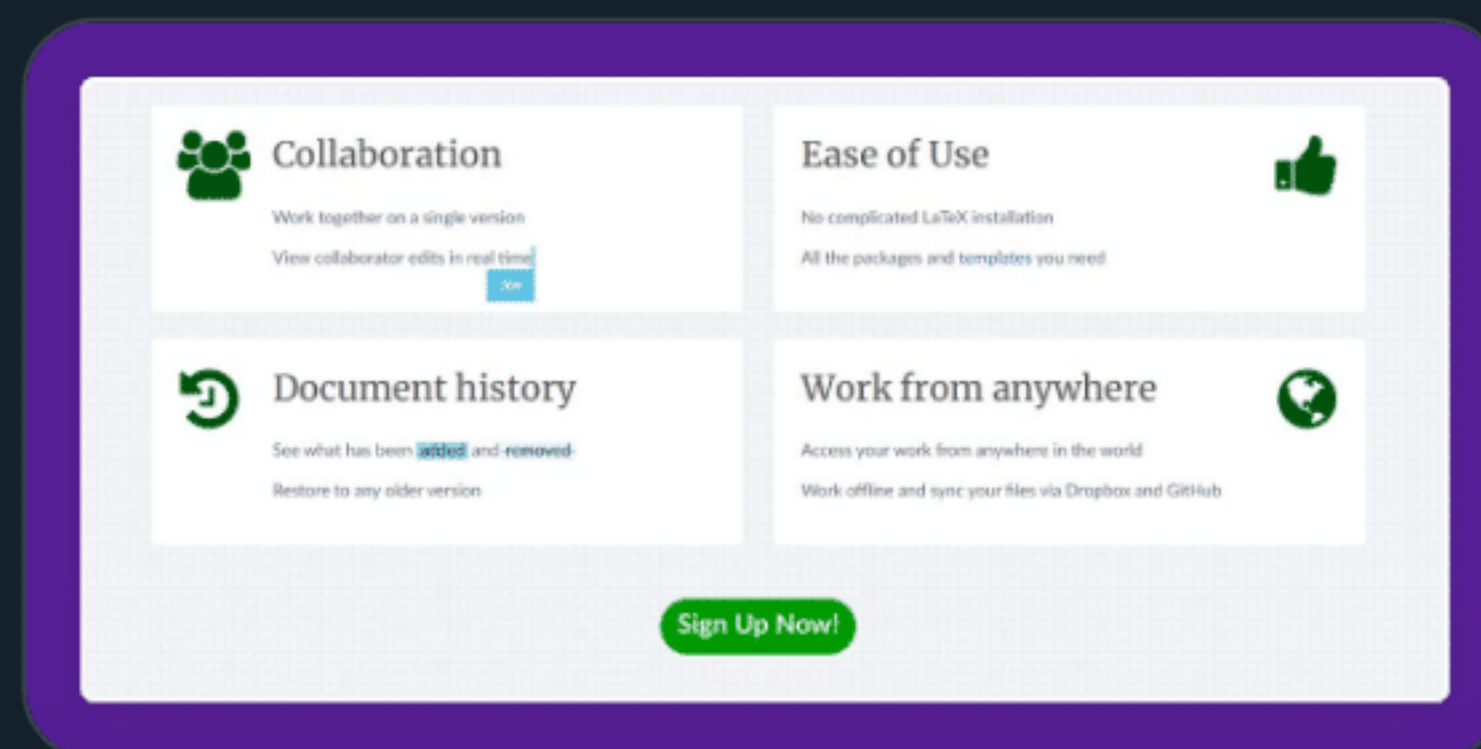 Collaboration
Work together on a single version
View collaborator edits in real time
Ease of Use
No complicated LaTeX installation
All the packages and templates you need
Document history
See what has been added and removed
Restore to any older version
Work from anywhere
Access your work from anywhere in the world
Work offline and sync your files via Dropbox and GitHub
Sign Up Now!